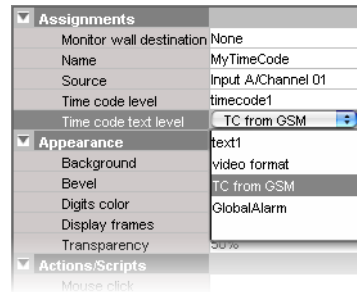 Assignments
Monitor wall destination None
Name MyTimeCode
Source Input A/Channel 01
Time code level timecode1
Time code text level TC from GSM
Appearance text1
Background video format
Bevel TC from GSM
Digits color GlobalAlarm
Display frames
Transparency 50%
Actions/Scripts
Mouse click